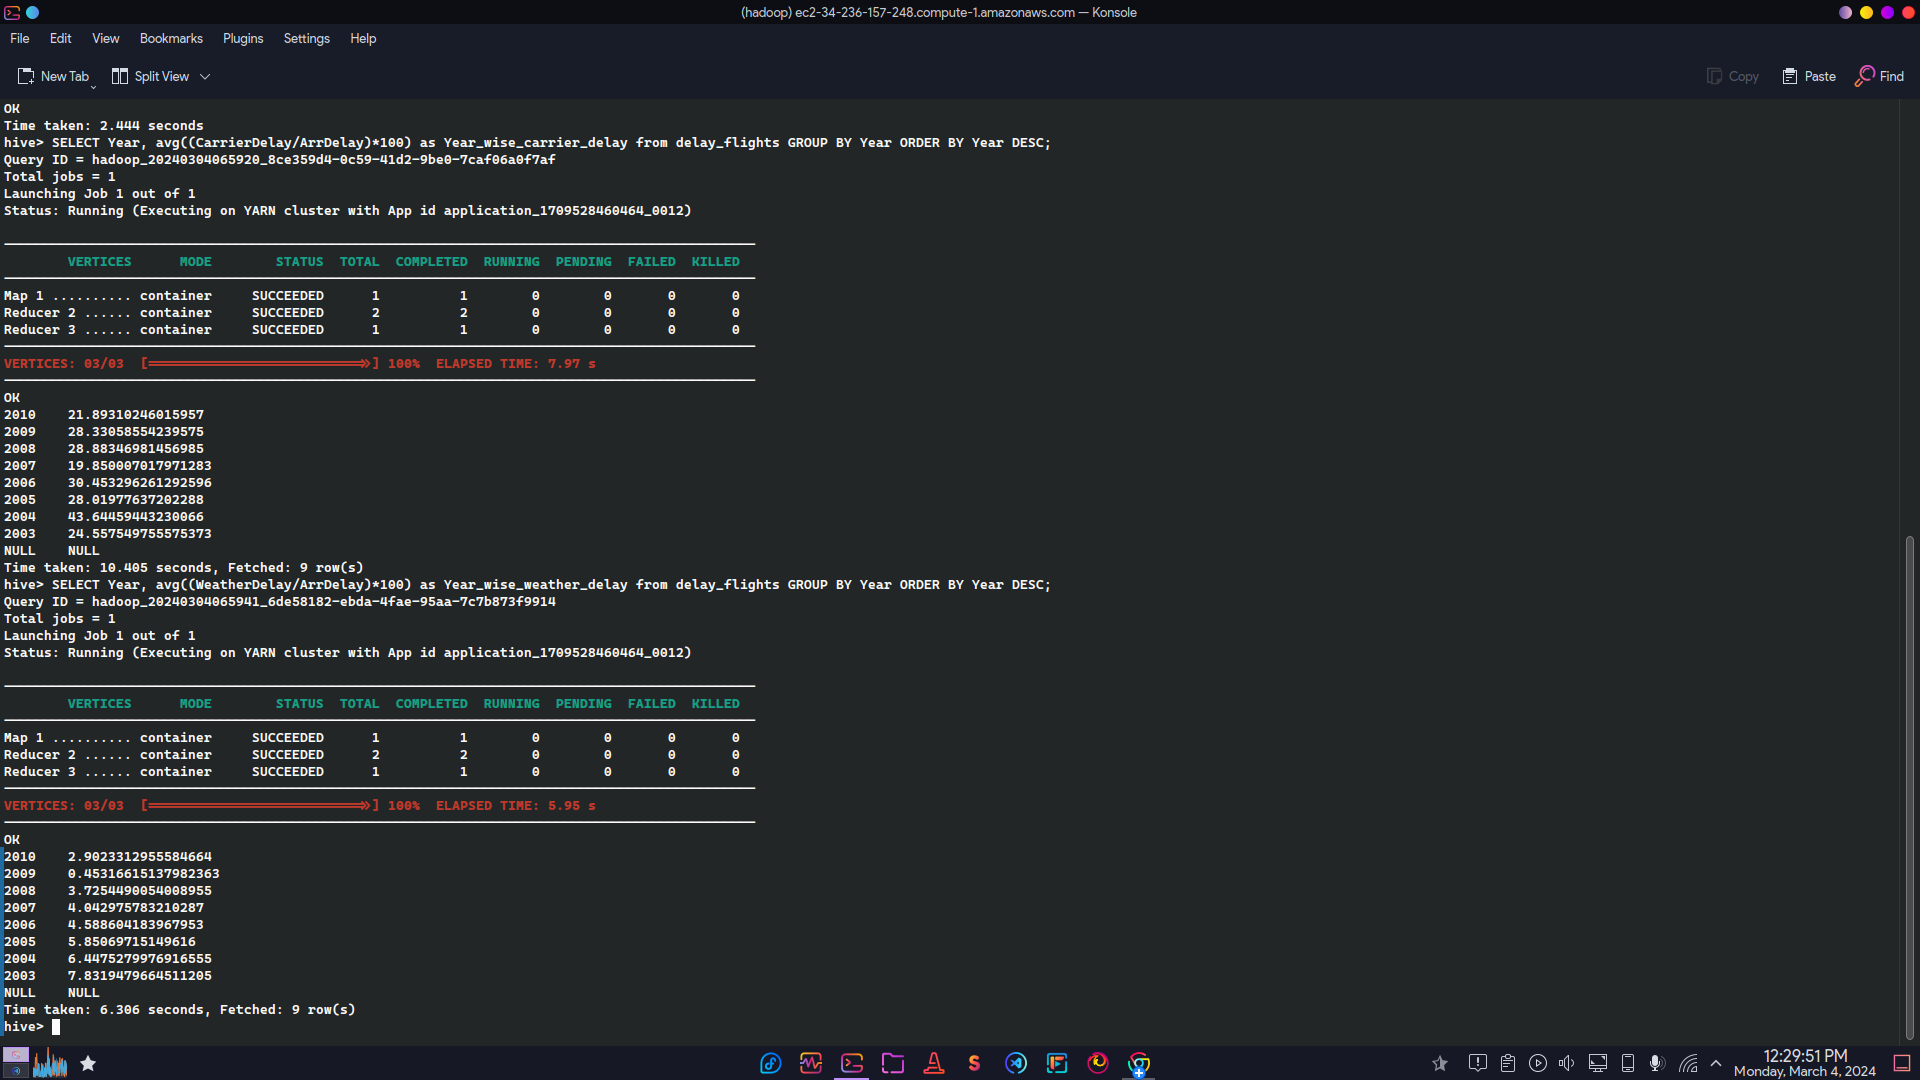 (hadoop) ec2-34-236-157-248.compute-1.amazonaws.com — Konsole
File Edit View Bookmarks Plugins Settings Help
New Tab Split View Copy Paste Find
OK
Time taken: 2.444 seconds
hive> SELECT Year, avg((CarrierDelay/ArrDelay)*100) as Year_wise_carrier_delay from delay_flights GROUP BY Year ORDER BY Year DESC;
Query ID = hadoop_20240304065920_8ce359d4-0c59-41d2-9be0-7caf06a0f7af
Total jobs = 1
Launching Job 1 out of 1
Status: Running (Executing on YARN cluster with App id application_1709528460464_0012)
VERTICES MODE STATUS TOTAL COMPLETED RUNNING PENDING FAILED KILLED
Map 1 .......... container SUCCEEDED 1 1 0 0 0 0
Reducer 2 ...... container SUCCEEDED 2 2 0 0 0 0
Reducer 3 ...... container SUCCEEDED 1 1 0 0 0 0
VERTICES: 03/03 [==========================>>] 100% ELAPSED TIME: 7.97 s
OK
2010 21.89310246015957
2009 28.33058554239575
2008 28.88346981456985
2007 19.850007017971283
2006 30.453296261292596
2005 28.01977637202288
2004 43.64459443230066
2003 24.557549755575373
NULL NULL
Time taken: 10.405 seconds, Fetched: 9 row(s)
hive> SELECT Year, avg((WeatherDelay/ArrDelay)*100) as Year_wise_weather_delay from delay_flights GROUP BY Year ORDER BY Year DESC;
Query ID = hadoop_20240304065941_6de58182-ebda-4fae-95aa-7c7b873f9914
Total jobs = 1
Launching Job 1 out of 1
Status: Running (Executing on YARN cluster with App id application_1709528460464_0012)
VERTICES MODE STATUS TOTAL COMPLETED RUNNING PENDING FAILED KILLED
Map 1 .......... container SUCCEEDED 1 1 0 0 0 0
Reducer 2 ...... container SUCCEEDED 2 2 0 0 0 0
Reducer 3 ...... container SUCCEEDED 1 1 0 0 0 0
VERTICES: 03/03 [==========================>>] 100% ELAPSED TIME: 5.95 s
OK
2010 2.9023312955584664
2009 0.45316615137982363
2008 3.7254490054008955
2007 4.042975783210287
2006 4.588604183967953
2005 5.85069715149616
2004 6.4475279976916555
2003 7.8319479664511205
NULL NULL
Time taken: 6.306 seconds, Fetched: 9 row(s)
hive>
12:29:51 PM
Monday, March 4, 2024